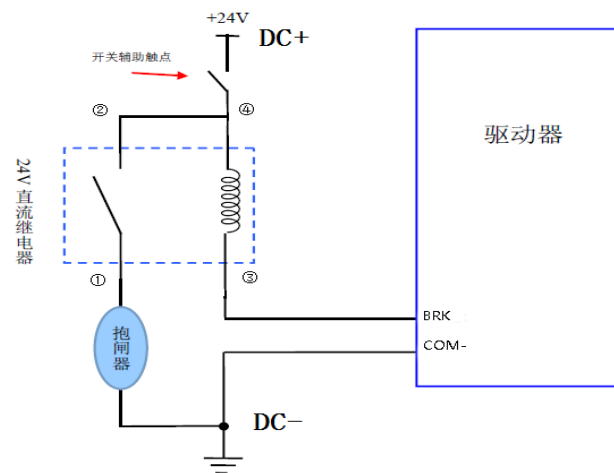 +24V
DC+
开关辅助触点
②
④
驱动器
24V 直流继电器
①
③
BRK
抱闸器
COM-
DC−